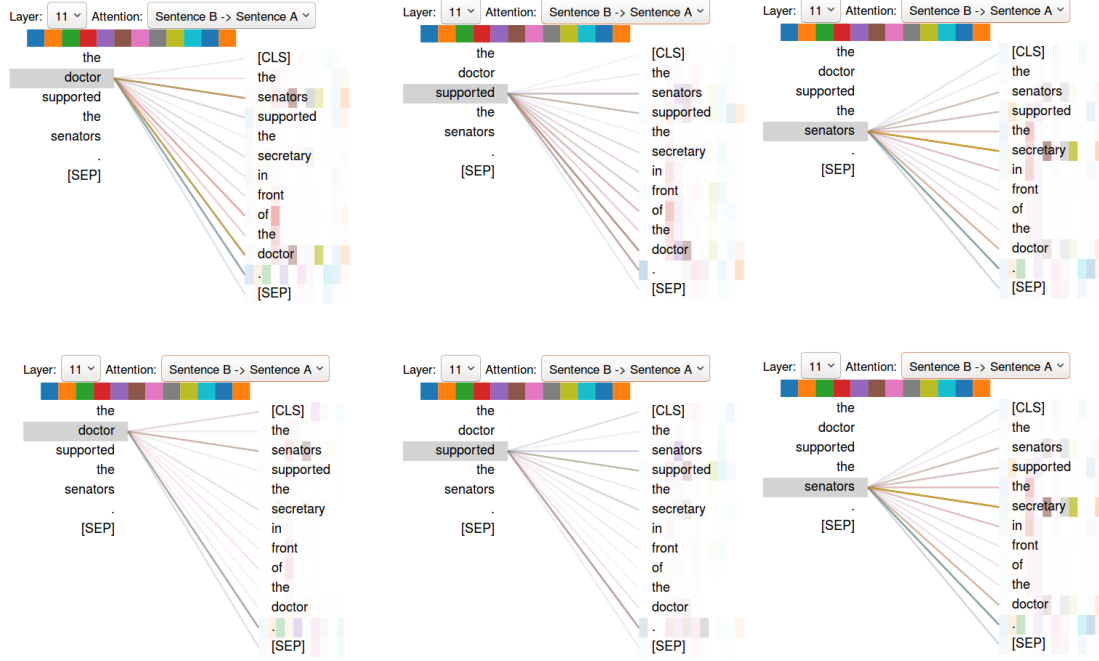 Layer: 11 Attention: Sentence B -> Sentence A
the
doctor
supported
the
senators
.
[SEP]
[CLS]
the
senators
supported
the
secretary
in
front
of
the
doctor
.
[SEP]
Layer: 11 Attention: Sentence B -> Sentence A
the
doctor
supported
the
senators
.
[SEP]
[CLS]
the
senators
supported
the
secretary
in
front
of
the
doctor
.
[SEP]
Layer: 11 Attention: Sentence B -> Sentence A
the
doctor
supported
the
senators
.
[SEP]
[CLS]
the
senators
supported
the
secretary
in
front
of
the
doctor
.
[SEP]
Layer: 11 Attention: Sentence B -> Sentence A
the
doctor
supported
the
senators
.
[SEP]
[CLS]
the
senators
supported
the
secretary
in
front
of
the
doctor
.
[SEP]
Layer: 11 Attention: Sentence B -> Sentence A
the
doctor
supported
the
senators
.
[SEP]
[CLS]
the
senators
supported
the
secretary
in
front
of
the
doctor
.
[SEP]
Layer: 11 Attention: Sentence B -> Sentence A
the
doctor
supported
the
senators
.
[SEP]
[CLS]
the
senators
supported
the
secretary
in
front
of
the
doctor
.
[SEP]